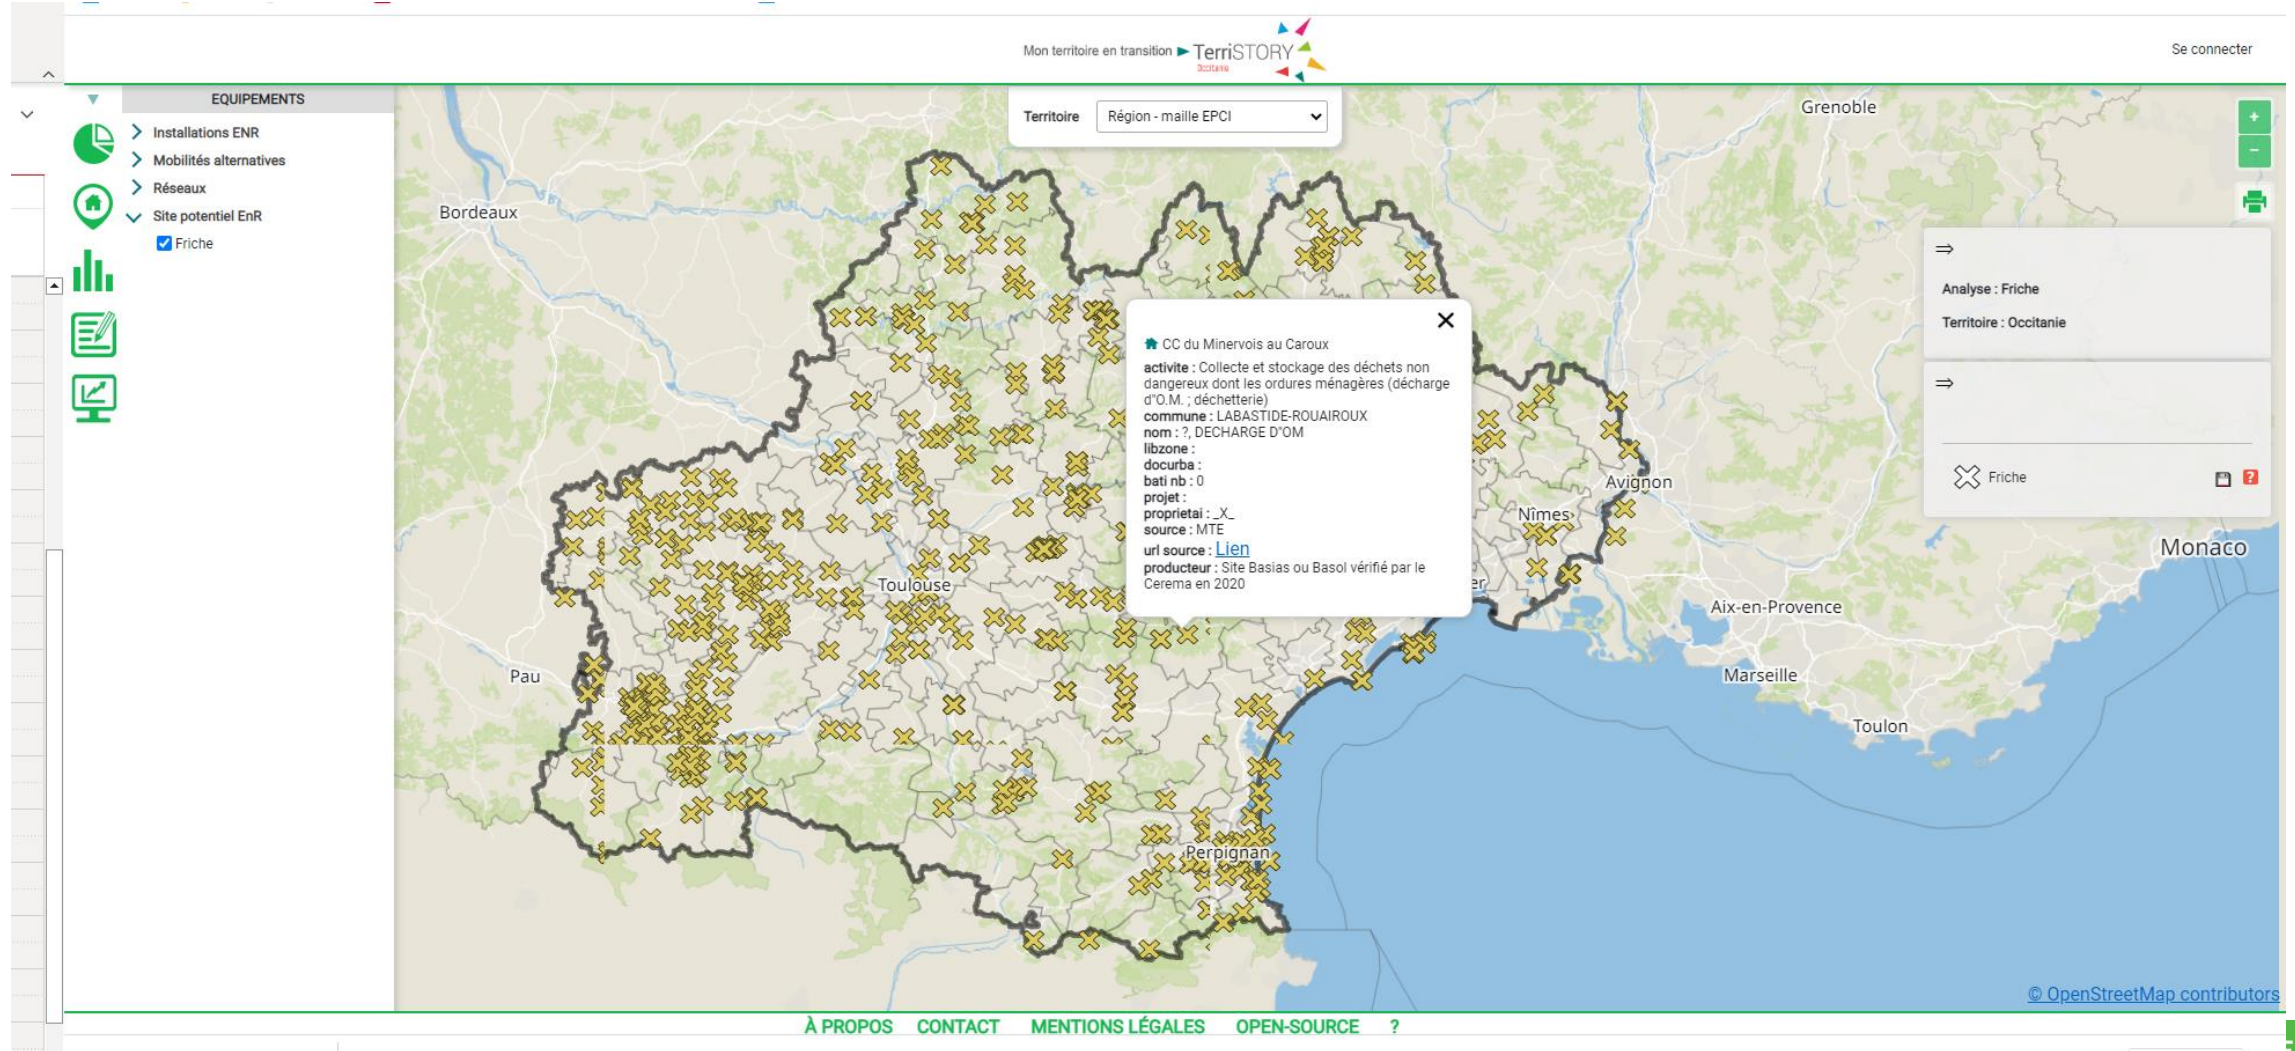 Mon territoire en transition TerriSTORY
Occitanie
Se connecter
EQUIPEMENTS
Installations ENR
Mobilités alternatives
Réseaux
Site potentiel EnR
Friche
Territoire Région - maille EPCI
+
−
Grenoble
Bordeaux
Analyse : Friche
Territoire : Occitanie
Friche
?
CC du Minervois au Caroux
activite : Collecte et stockage des déchets non
dangereux dont les ordures ménagères (décharge
d"O.M. ; déchetterie)
commune : LABASTIDE-ROUAIROUX
nom : ?, DECHARGE D"OM
libzone :
docurba :
bati nb : 0
projet :
proprietai : _X_
source : MTE
url source : Lien
producteur : Site Basias ou Basol vérifié par le
Cerema en 2020
Avignon
Nîmes
Monaco
Toulouse
er
Aix-en-Provence
Pau
Marseille
Toulon
Perpignan
© OpenStreetMap contributors
À PROPOS CONTACT MENTIONS LÉGALES OPEN-SOURCE ?